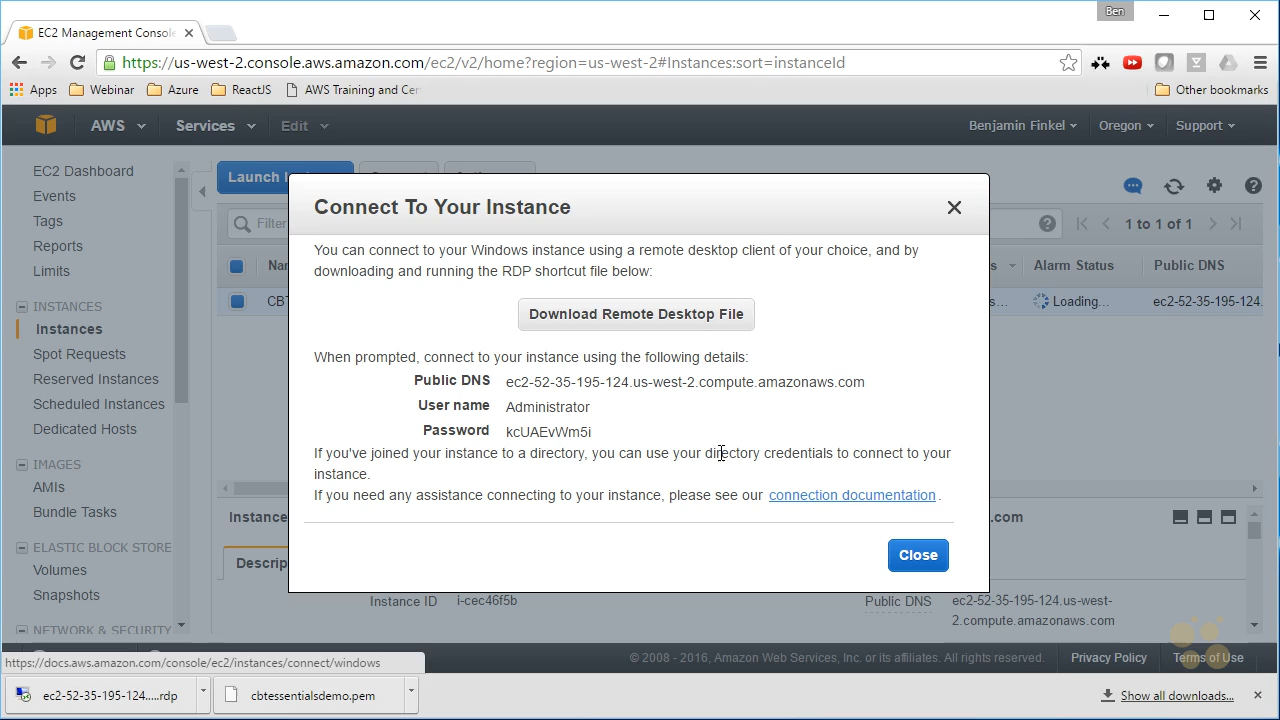 Ben
EC2 Management Console
https://us-west-2.console.aws.amazon.com/ec2/v2/home?region=us-west-2#Instances:sort=instanceId
Apps Webinar Azure ReactJS AWS Training and Cer Other bookmarks
AWS Services Edit Benjamin Finkel Oregon Support
EC2 Dashboard
Events
Tags
Reports
Limits
INSTANCES
Instances
Spot Requests
Reserved Instances
Scheduled Instances
Dedicated Hosts
IMAGES
AMIs
Bundle Tasks
ELASTIC BLOCK STORE
Volumes
Snapshots
NETWORK & SECURITY
Launch
Filter
1 to 1 of 1
Alarm Status Public DNS
CBT
Loading... ec2-52-35-195-124.
Connect To Your Instance
You can connect to your Windows instance using a remote desktop client of your choice, and by
downloading and running the RDP shortcut file below:
Download Remote Desktop File
When prompted, connect to your instance using the following details:
Public DNS ec2-52-35-195-124.us-west-2.compute.amazonaws.com
User name Administrator
Password kcUAEvWm5i
If you've joined your instance to a directory, you can use your directory credentials to connect to your
instance.
If you need any assistance connecting to your instance, please see our connection documentation.
Close
Instance
.com
Descrip
Instance ID i-cec46f5b Public DNS ec2-52-35-195-124.us-west-
2.compute.amazonaws.com
© 2008 - 2016, Amazon Web Services, Inc. or its affiliates. All rights reserved. Privacy Policy Terms of Use
https://docs.aws.amazon.com/console/ec2/instances/connect/windows
ec2-52-35-195-124.....rdp cbtessentialsdemo.pem Show all downloads...